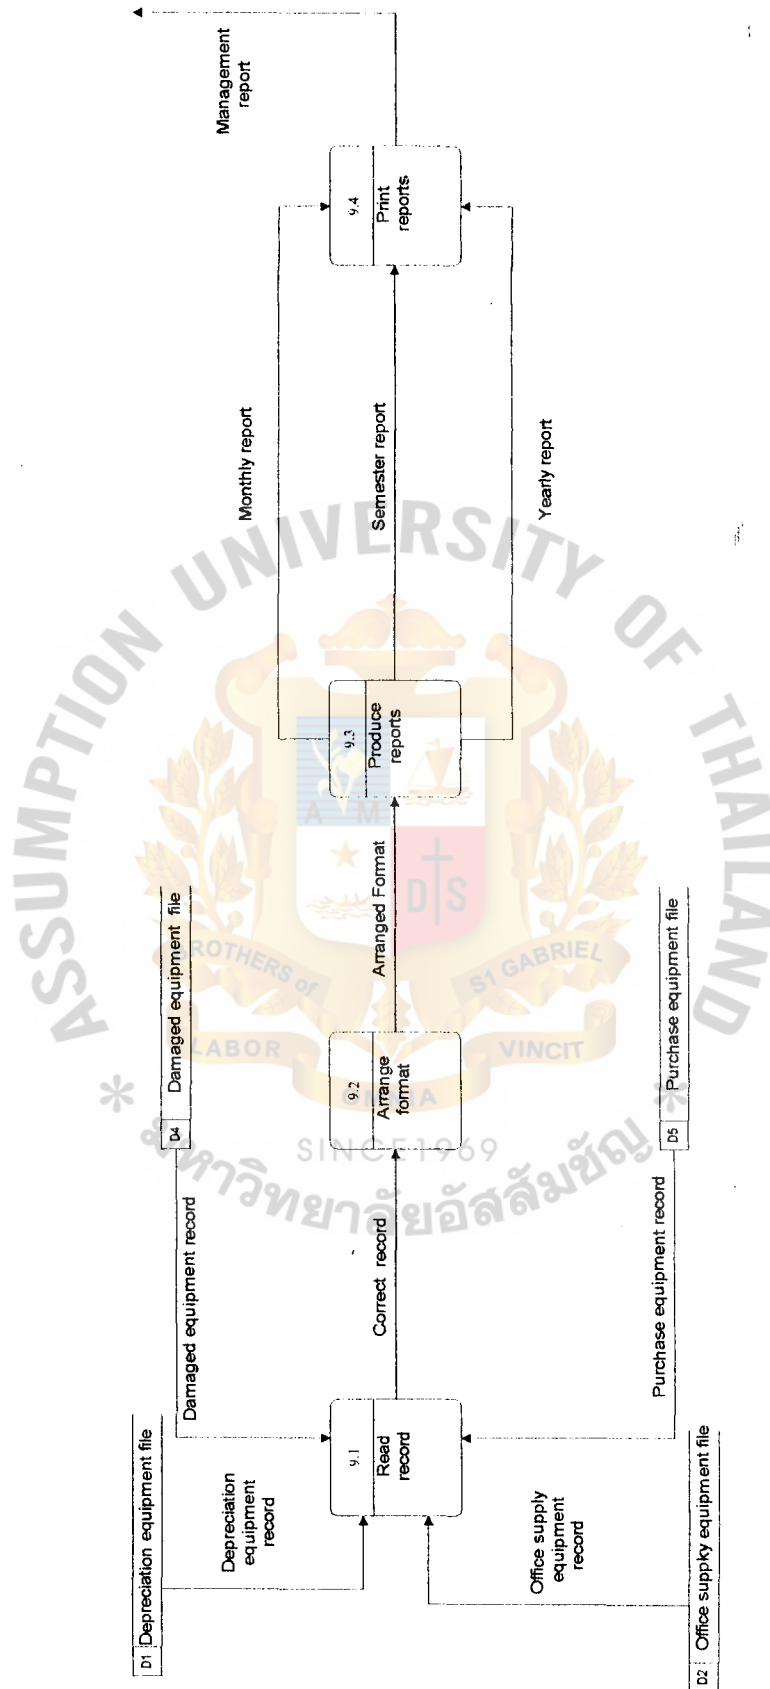 D1 Depreciation equipment file
Depreciation
equipment
record
D4 Damaged equipment file
Damaged equipment record
D2 Office suppky equipment file
Office supply
equipment
record
D5 Purchase equipment file
Purchase equipment record
9.1
Read
record
Correct record
9.2
Arrange
format
Arranged Format
9.3
Produce
reports
Monthly report
Semester report
Yearly report
9.4
Print
reports
Management
report
ASSUMPTION UNIVERSITY OF THAILAND
A M
D S
BROTHERS of
S1 GABRIEL
LABOR
VINCIT
OMNIA
SINCE1969
* มหาวิทยาลัยอัสสัมชัญ *